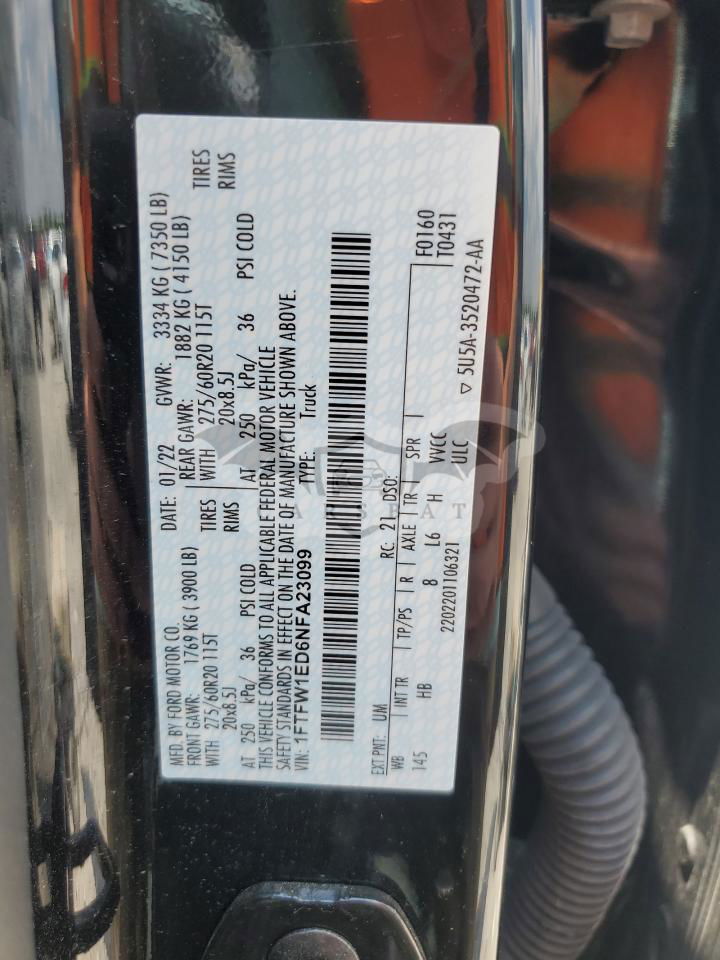 MFD. BY FORD MOTOR CO.
DATE: 01/22 GVWR: 3334 KG ( 7350 LB)
FRONT GAWR: 1769 KG ( 3900 LB) REAR GAWR: 1882 KG ( 4150 LB)
WITH 275/60R20 115T TIRES WITH 275/60R20 115T TIRES
20x8.5J RIMS 20x8.5J RIMS
AT 250 kPa/ 36 PSI COLD AT 250 kPa/ 36 PSI COLD
THIS VEHICLE CONFORMS TO ALL APPLICABLE FEDERAL MOTOR VEHICLE
SAFETY STANDARDS IN EFFECT ON THE DATE OF MANUFACTURE SHOWN ABOVE.
VIN: 1FTFW1ED6NFA23099 TYPE: Truck
EXT PNT: UM RC: 21 DSO: F0160
WB INT TR TP/PS R AXLE TR SPR T0431
145 HB 8 L6 H WCC
2202201106321 ULC
▽ 5U5A-3520472-AA
CARSBAT